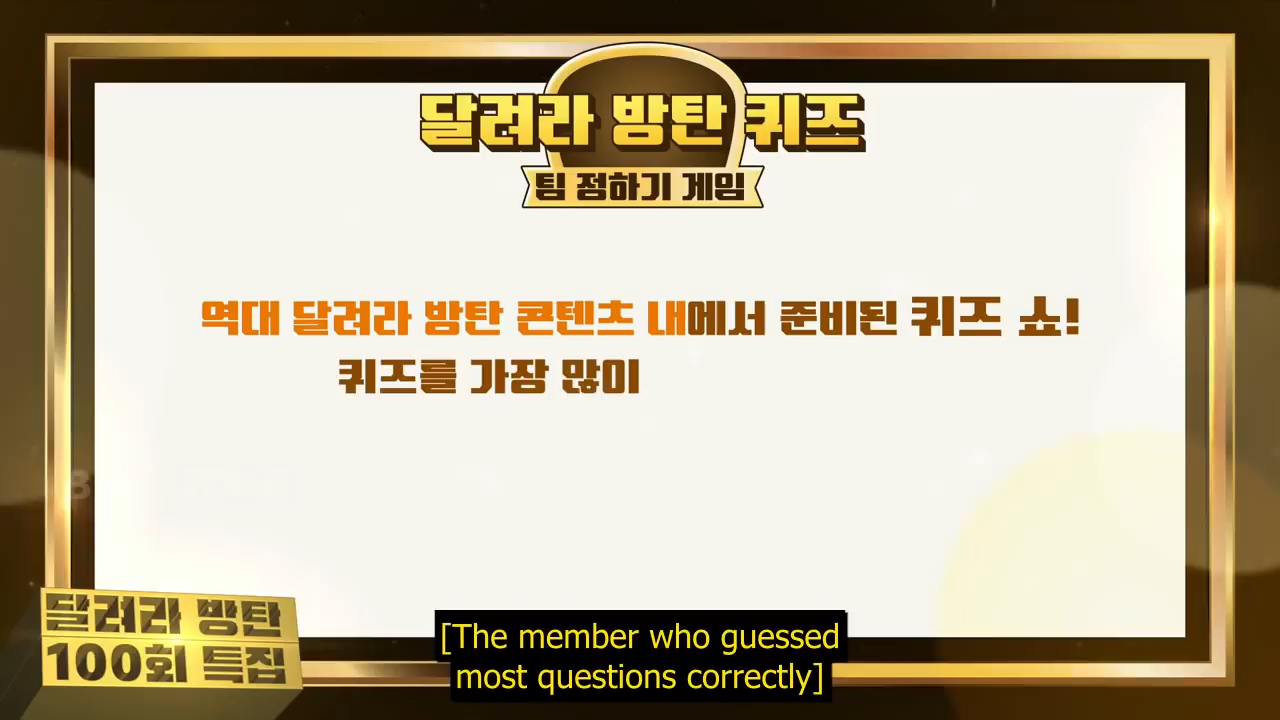 달려라 방탄 퀴즈
팀 정하기 게임
역대 달려라 방탄 콘텐츠 내에서 준비된 퀴즈 쇼!
퀴즈를 가장 많이
8
달려라 방탄
100회 특집
[The member who guessed
most questions correctly]